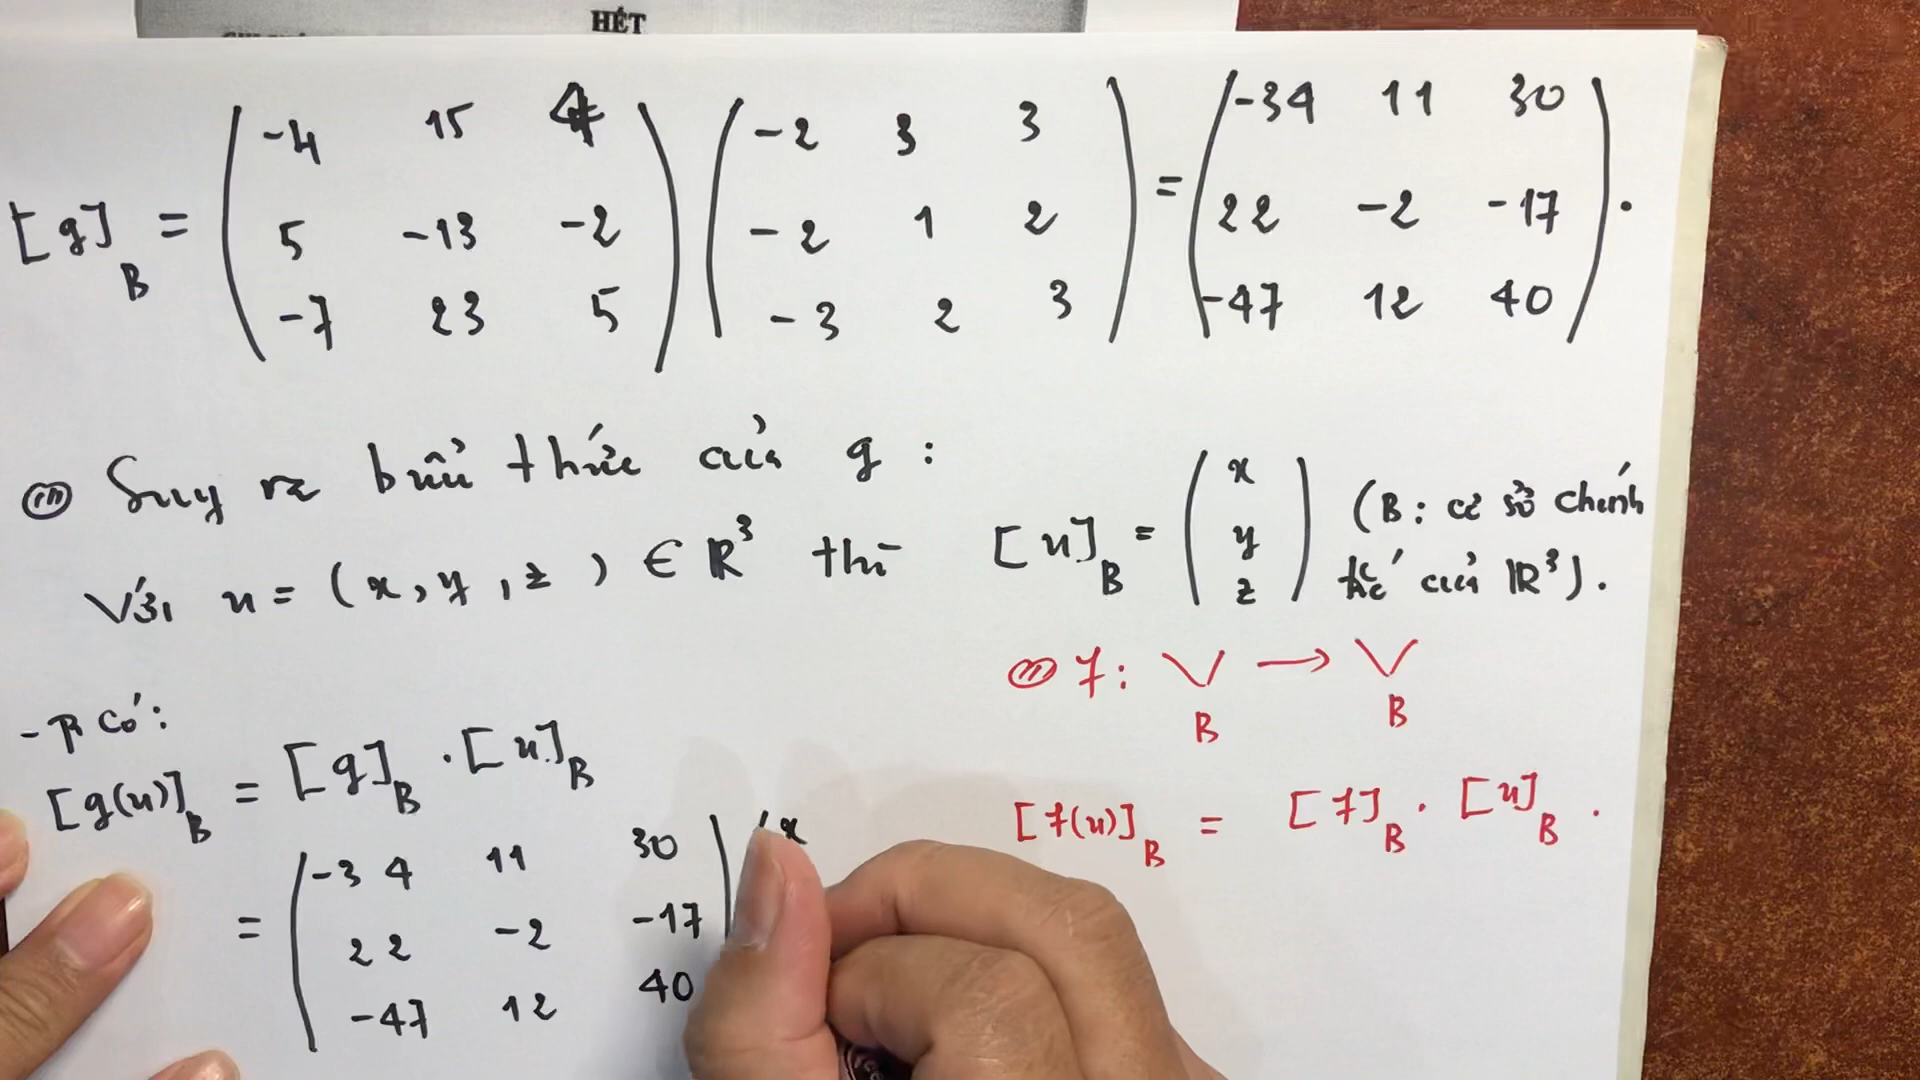 HẾT
[g]_B = ( -4 15 4 ; 5 -13 -2 ; -7 23 5 ) ( -2 3 3 ; -2 1 2 ; -3 2 3 ) = ( -34 11 30 ; 22 -2 -17 ; -47 12 40 ).
Suy ra biểu thức của g :
Với u = (x, y, z) ∈ ℝ³ thì [u]_B = ( x ; y ; z ) (B: cơ sở chính tắc của ℝ³).
- Ta có:
[g(u)]_B = [g]_B · [u]_B
= ( -34 11 30 ; 22 -2 -17 ; -47 12 40 ) ( x
f: V → V
B B
[f(u)]_B = [f]_B · [u]_B .